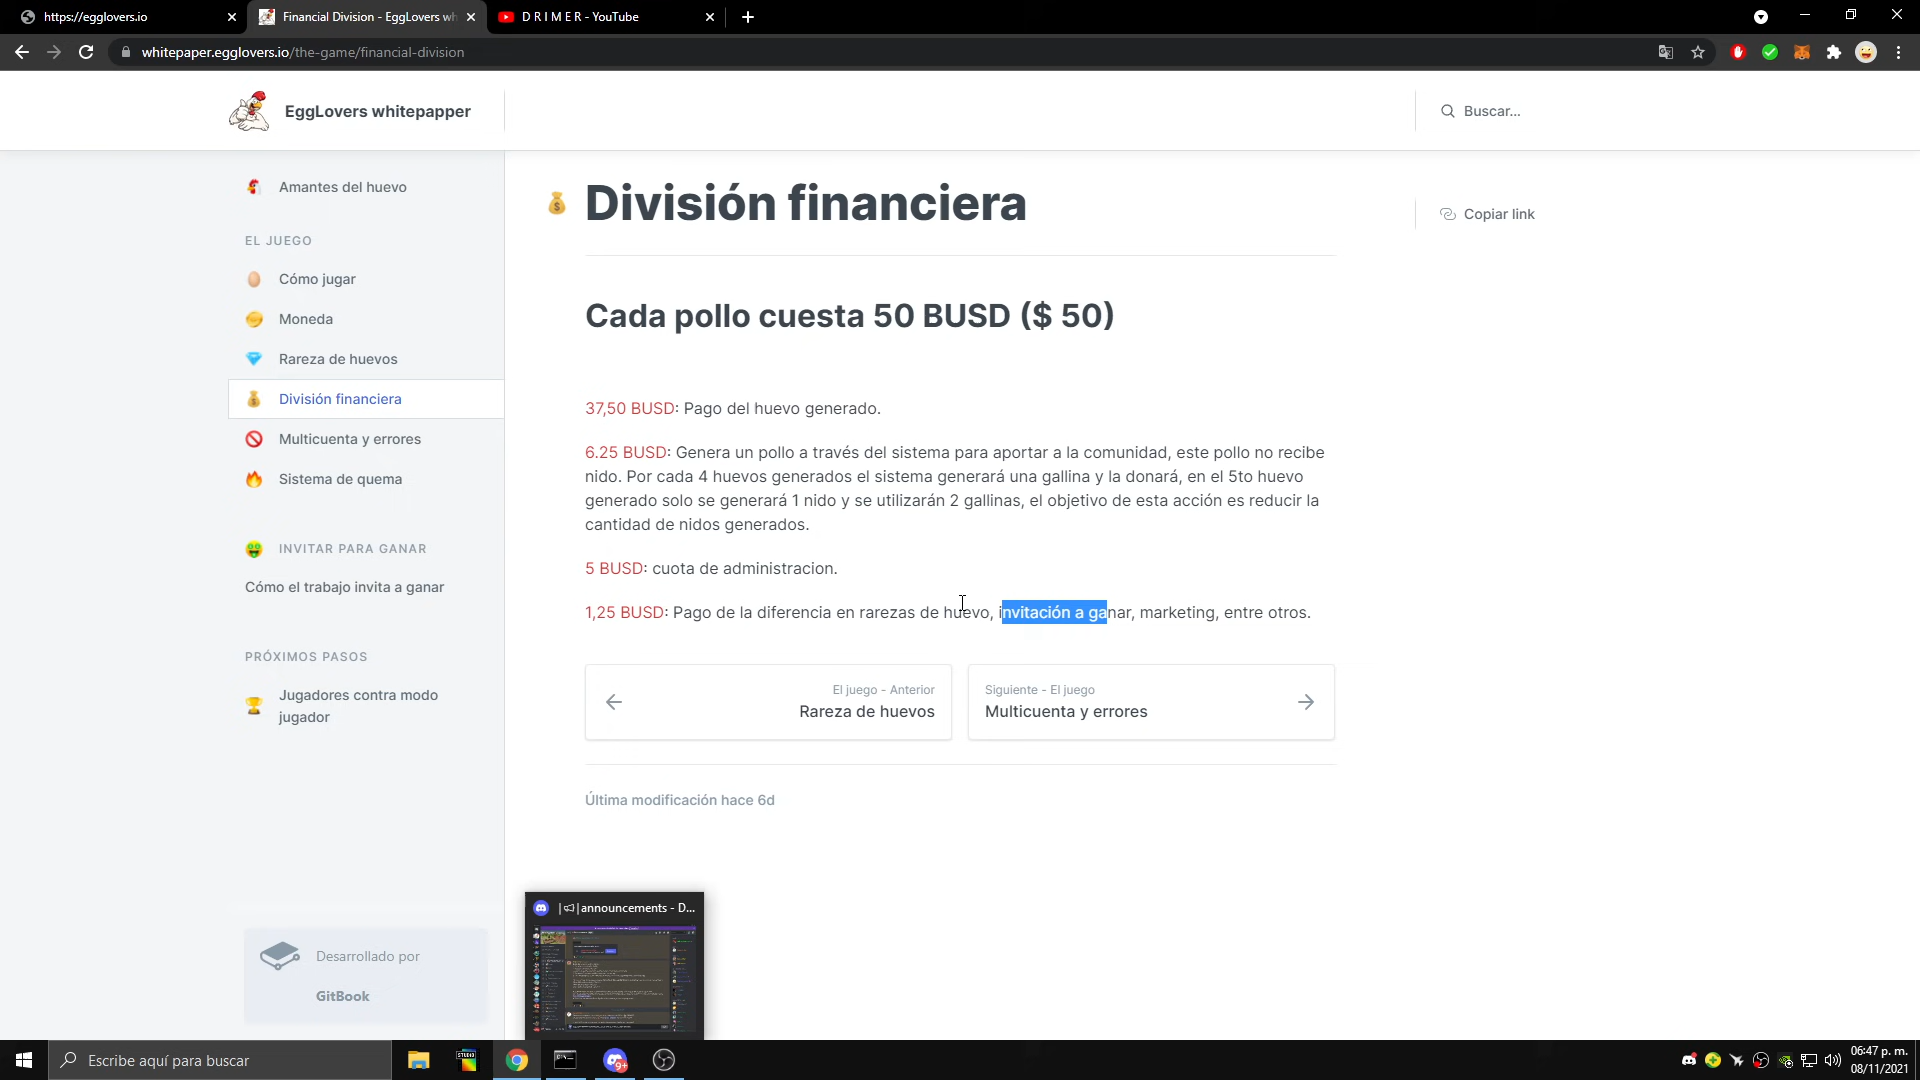 https://egglovers.io
Financial Division - EggLovers wh
D R I M E R - YouTube
whitepaper.egglovers.io/the-game/financial-division
EggLovers whitepapper
Buscar...
Amantes del huevo
EL JUEGO
Cómo jugar
Moneda
Rareza de huevos
División financiera
Multicuenta y errores
Sistema de quema
INVITAR PARA GANAR
Cómo el trabajo invita a ganar
PRÓXIMOS PASOS
Jugadores contra modo
jugador
Desarrollado por
GitBook
División financiera
Copiar link
Cada pollo cuesta 50 BUSD ($ 50)
37,50 BUSD: Pago del huevo generado.
6.25 BUSD: Genera un pollo a través del sistema para aportar a la comunidad, este pollo no recibe
nido. Por cada 4 huevos generados el sistema generará una gallina y la donará, en el 5to huevo
generado solo se generará 1 nido y se utilizarán 2 gallinas, el objetivo de esta acción es reducir la
cantidad de nidos generados.
5 BUSD: cuota de administracion.
1,25 BUSD: Pago de la diferencia en rarezas de huevo, invitación a ganar, marketing, entre otros.
El juego - Anterior
Rareza de huevos
Siguiente - El juego
Multicuenta y errores
Última modificación hace 6d
| |announcements - D...
Escribe aquí para buscar
STUDIO
9+
06:47 p. m.
08/11/2021